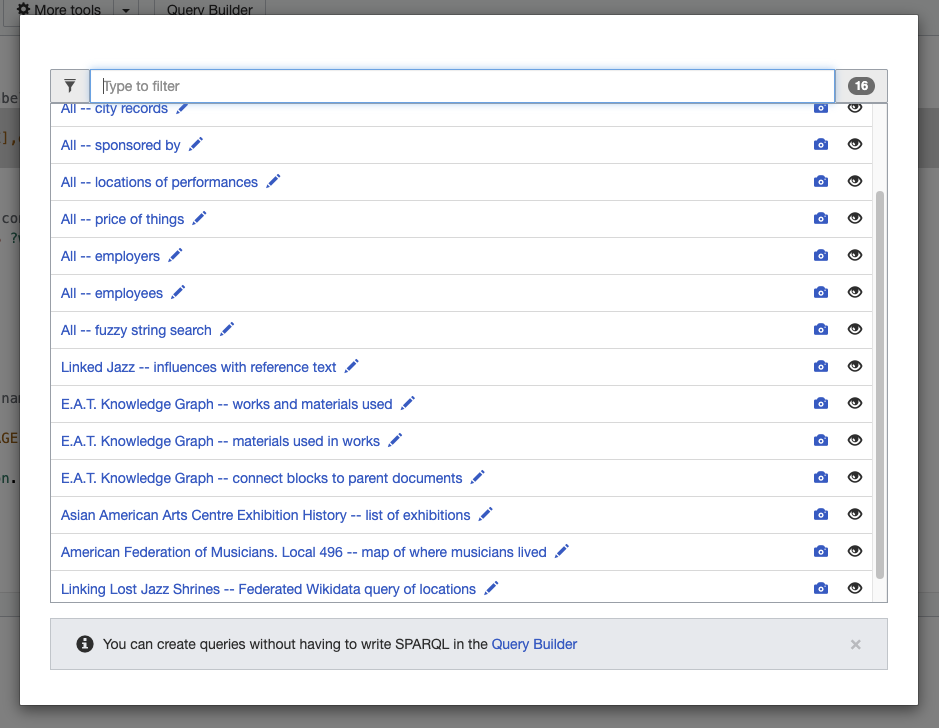 More tools
Query Builder
Type to filter
16
All -- city records
All -- sponsored by
All -- locations of performances
All -- price of things
All -- employers
All -- employees
All -- fuzzy string search
Linked Jazz -- influences with reference text
E.A.T. Knowledge Graph -- works and materials used
E.A.T. Knowledge Graph -- materials used in works
E.A.T. Knowledge Graph -- connect blocks to parent documents
Asian American Arts Centre Exhibition History -- list of exhibitions
American Federation of Musicians. Local 496 -- map of where musicians lived
Linking Lost Jazz Shrines -- Federated Wikidata query of locations
You can create queries without having to write SPARQL in the Query Builder